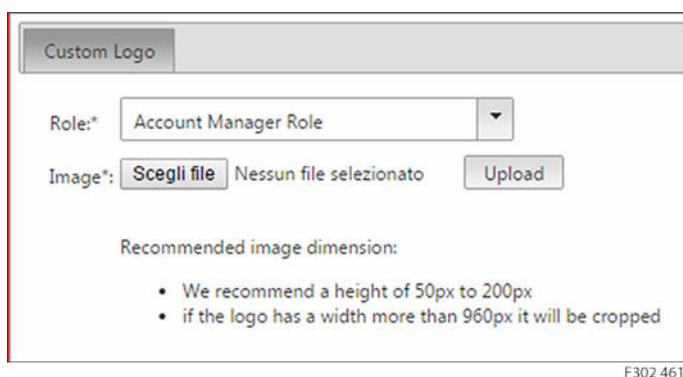 Custom Logo
Role:* Account Manager Role
Image*: Scegli file Nessun file selezionato Upload
Recommended image dimension:
• We recommend a height of 50px to 200px
• if the logo has a width more than 960px it will be cropped
F302 461